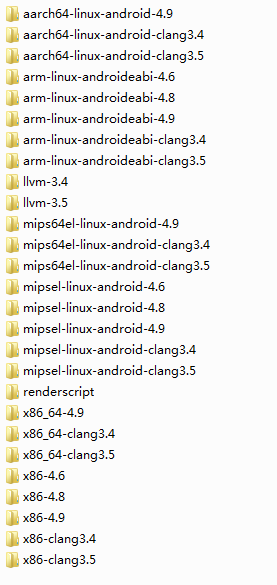 aarch64-linux-android-4.9
aarch64-linux-android-clang3.4
aarch64-linux-android-clang3.5
arm-linux-androideabi-4.6
arm-linux-androideabi-4.8
arm-linux-androideabi-4.9
arm-linux-androideabi-clang3.4
arm-linux-androideabi-clang3.5
llvm-3.4
llvm-3.5
mips64el-linux-android-4.9
mips64el-linux-android-clang3.4
mips64el-linux-android-clang3.5
mipsel-linux-android-4.6
mipsel-linux-android-4.8
mipsel-linux-android-4.9
mipsel-linux-android-clang3.4
mipsel-linux-android-clang3.5
renderscript
x86_64-4.9
x86_64-clang3.4
x86_64-clang3.5
x86-4.6
x86-4.8
x86-4.9
x86-clang3.4
x86-clang3.5